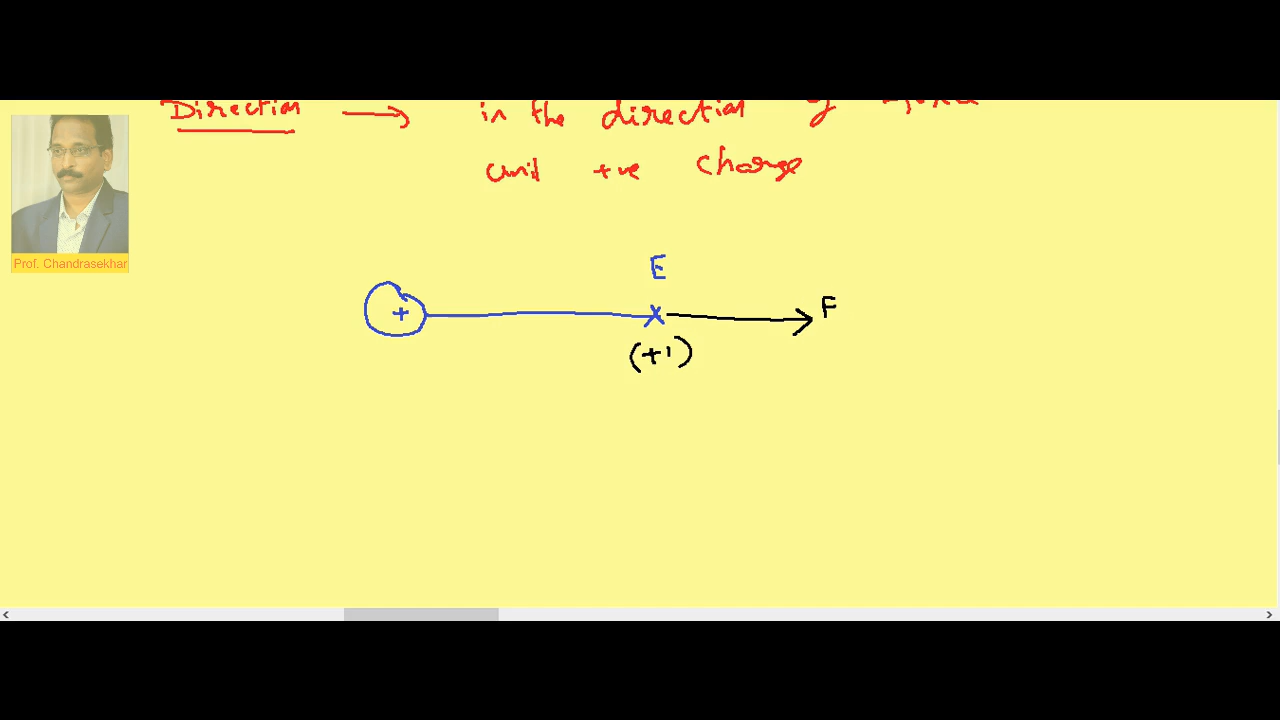 Direction → in the direction of
unit +ve charge
Prof. Chandrasekhar
E
+
F
(+1)